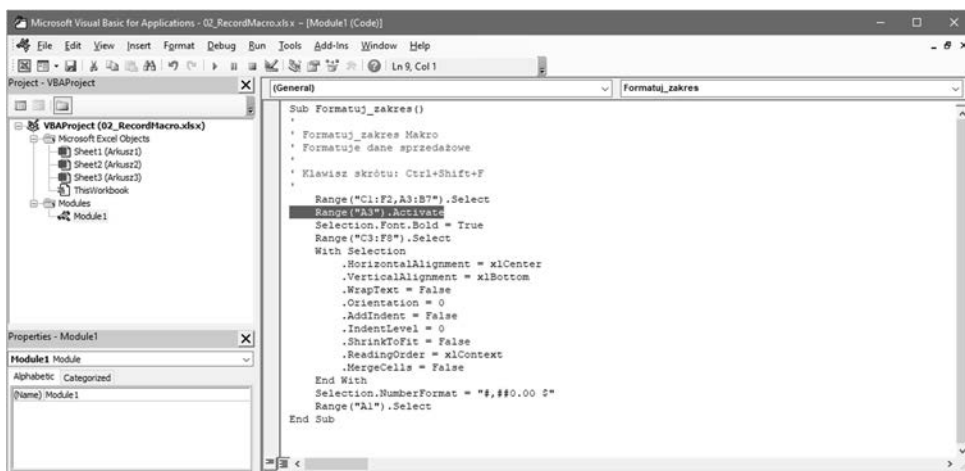 Microsoft Visual Basic for Applications - 02_RecordMacro.xlsx - [Module1 (Code)]
File Edit View Insert Format Debug Run Tools Add-Ins Window Help
Ln 9, Col 1
Project - VBAProject
VBAProject (02_RecordMacro.xlsx)
Microsoft Excel Objects
Sheet1 (Arkusz1)
Sheet2 (Arkusz2)
Sheet3 (Arkusz3)
ThisWorkbook
Modules
Module1
Properties - Module1
Module1 Module
Alphabetic Categorized
(Name) Module1
(General)
Formatuj_zakres
Sub Formatuj_zakres()
'
' Formatuj_zakres Makro
' Formatuje dane sprzedażowe
'
' Klawisz skrótu: Ctrl+Shift+F
'
Range("C1:F2,A3:B7").Select
Range("A3").Activate
Selection.Font.Bold = True
Range("C3:F8").Select
With Selection
.HorizontalAlignment = xlCenter
.VerticalAlignment = xlBottom
.WrapText = False
.Orientation = 0
.AddIndent = False
.IndentLevel = 0
.ShrinkToFit = False
.ReadingOrder = xlContext
.MergeCells = False
End With
Selection.NumberFormat = "#,##0.00 $"
Range("A1").Select
End Sub